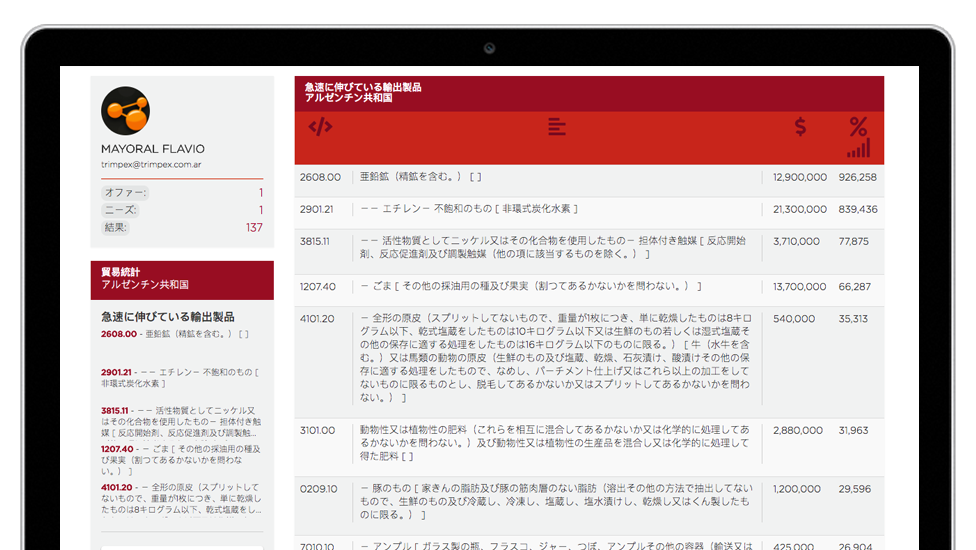 MAYORAL FLAVIO
trimpex@trimpex.com.ar
オファー: 1
ニーズ: 1
結果: 137
貿易統計
アルゼンチン共和国
急速に伸びている輸出製品
2608.00 - 亜鉛鉱（精鉱を含む。） [ ]
2901.21 - －－ エチレン－ 不飽和のもの [
非環式炭化水素 ]
3815.11 - －－ 活性物質としてニッケル又
はその化合物を使用したもの－ 担体付き触
媒 [ 反応開始剤、反応促進剤及び調製触...
1207.40 - － ごま [ その他の採油用の種及
び果実（割つてあるかないかを問わな
い。） ]
4101.20 - － 全形の原皮（スプリットして
ないもので、重量が1枚につき、単に乾燥し
たものは8キログラム以下、乾式塩蔵をし...
急速に伸びている輸出製品
アルゼンチン共和国
</> $ %
2608.00 亜鉛鉱（精鉱を含む。） [ ] 12,900,000 926,258
2901.21 －－ エチレン－ 不飽和のもの [ 非環式炭化水素 ] 21,300,000 839,436
3815.11 －－ 活性物質としてニッケル又はその化合物を使用したもの－ 担体付き触媒 [ 反応開始 3,710,000 77,875
剤、反応促進剤及び調製触媒（他の項に該当するものを除く。） ]
1207.40 － ごま [ その他の採油用の種及び果実（割つてあるかないかを問わない。） ] 13,700,000 66,287
4101.20 － 全形の原皮（スプリットしてないもので、重量が1枚につき、単に乾燥したものは8キロ 540,000 35,313
グラム以下、乾式塩蔵をしたものは10キログラム以下又は生鮮のもの若しくは湿式塩蔵そ
の他の保存に適する処理をしたものは16キログラム以下のものに限る。） [ 牛（水牛を含
む。）又は馬類の動物の原皮（生鮮のもの及び塩蔵、乾燥、石灰漬け、酸漬けその他の保
存に適する処理をしたもので、なめし、パーチメント仕上げ又はこれら以上の加工をして
ないものに限るものとし、脱毛してあるかないか又はスプリットしてあるかないかを問わ
ない。） ]
3101.00 動物性又は植物性の肥料（これらを相互に混合してあるかないか又は化学的に処理してあ 2,880,000 31,963
るかないかを問わない。）及び動物性又は植物性の生産品を混合し又は化学的に処理して
得た肥料 [ ]
0209.10 － 豚のもの [ 家きんの脂肪及び豚の筋肉層のない脂肪（溶出その他の方法で抽出してない 1,200,000 29,596
もので、生鮮のもの及び冷蔵し、冷凍し、塩蔵し、塩水漬けし、乾燥し又はくん製したも
のに限る。） ]
7010.10 － アンプル [ ガラス製の瓶、フラスコ、ジャー、つぼ、アンプルその他の容器（輸送又は 425,000 26,904